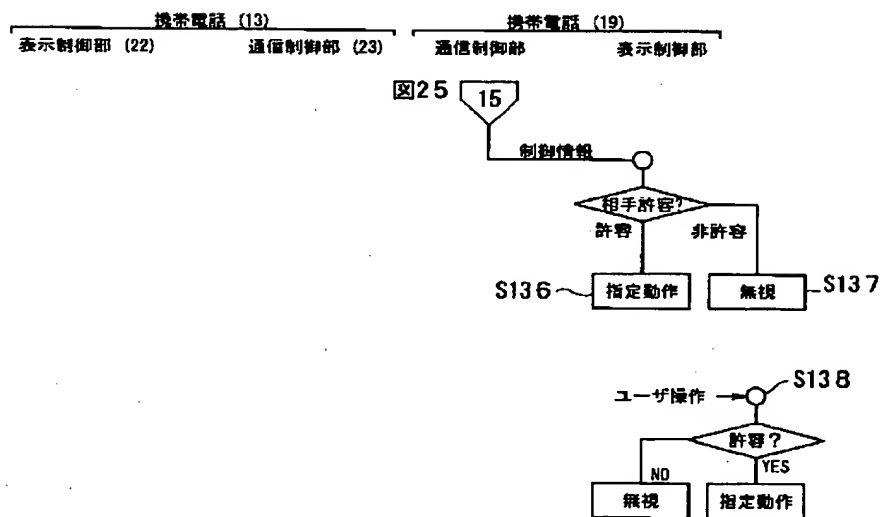 携帯電話 (13) 携帯電話 (19)
表示制御部 (22) 通信制御部 (23) 通信制御部 表示制御部
図25 15
制御情報
相手許容?
許容 非許容
S136 指定動作 無視 S137
S138
ユーザ操作
許容?
NO YES
無視 指定動作